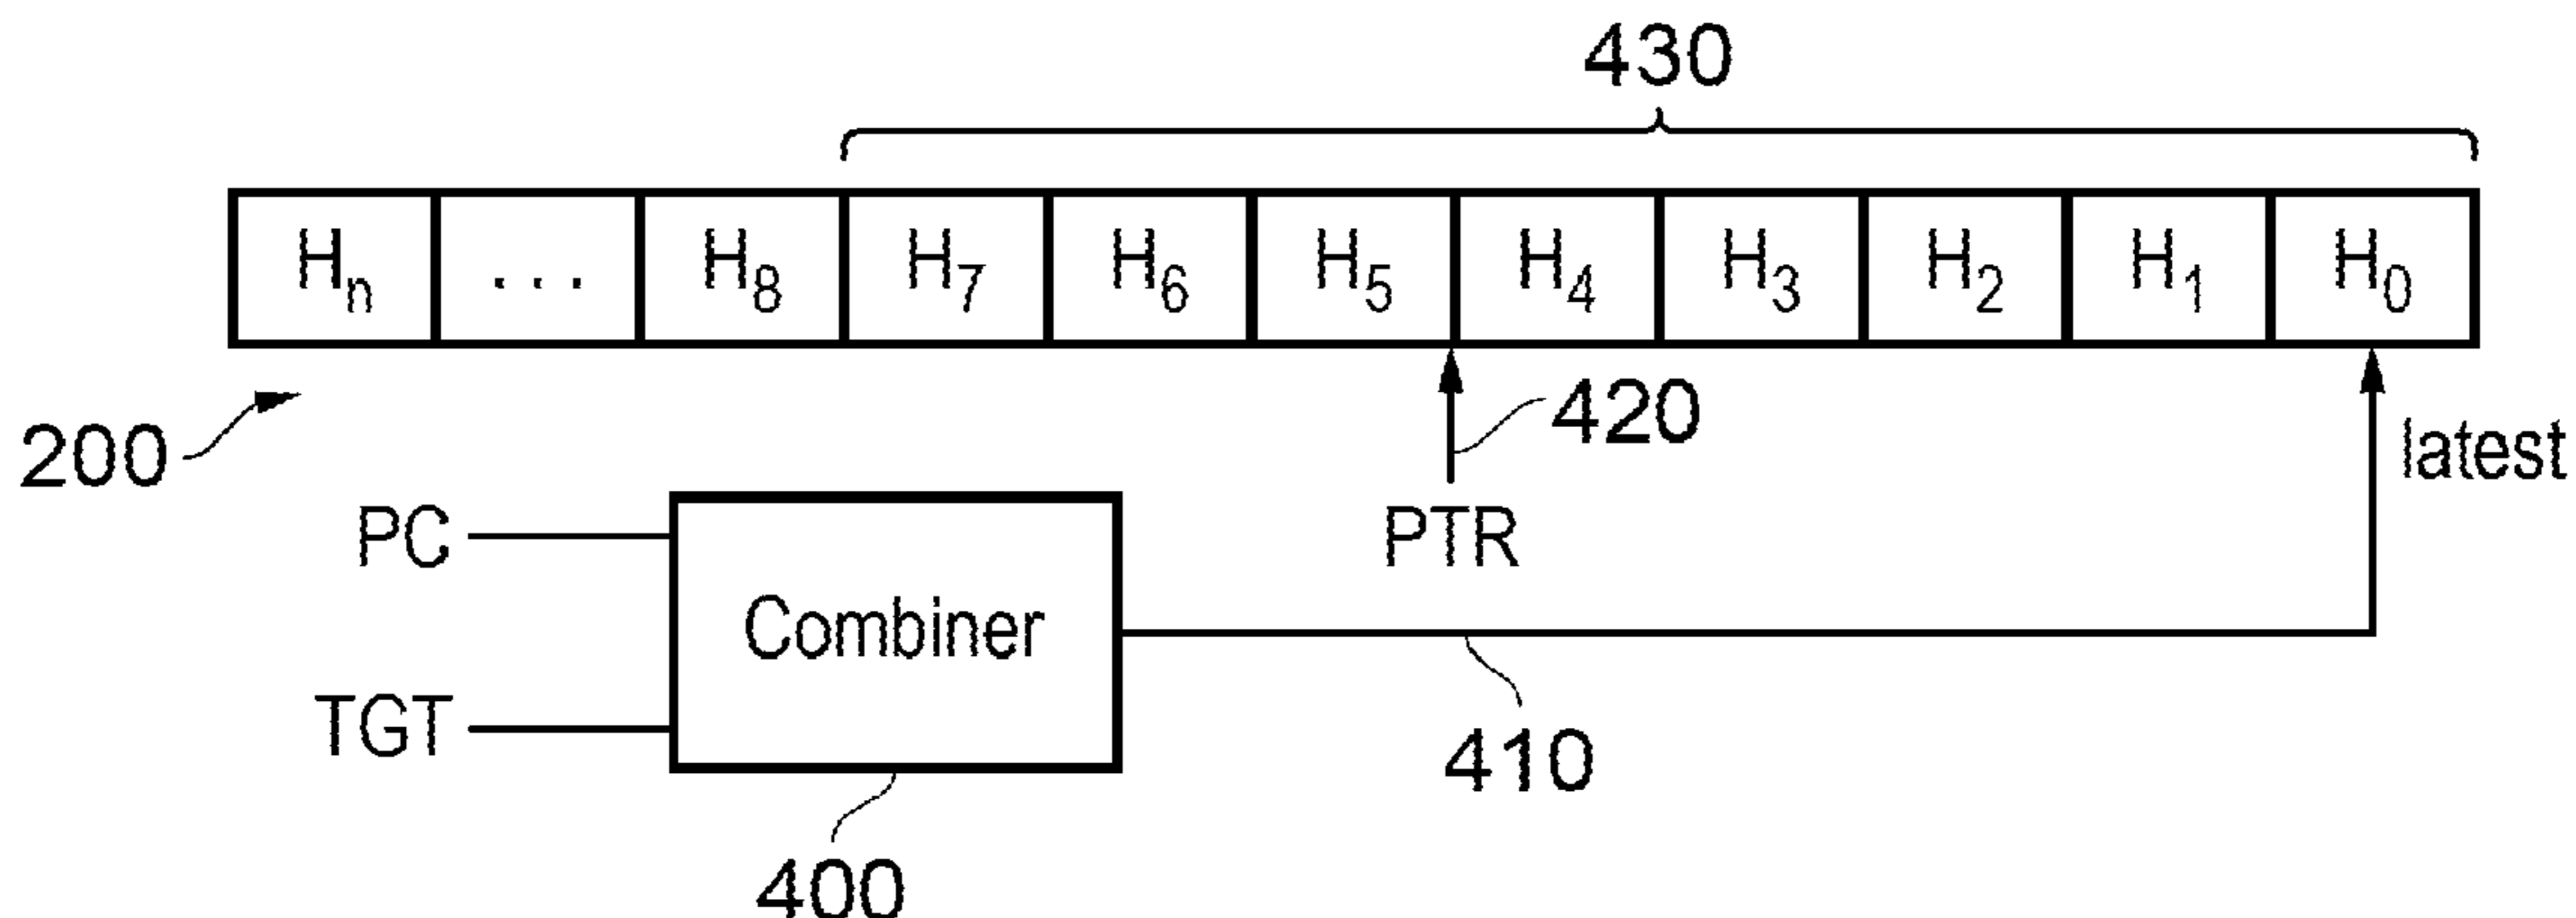 430
Hn ... H8 H7 H6 H5 H4 H3 H2 H1 H0
200
420
latest
PC
PTR
Combiner
TGT
410
400